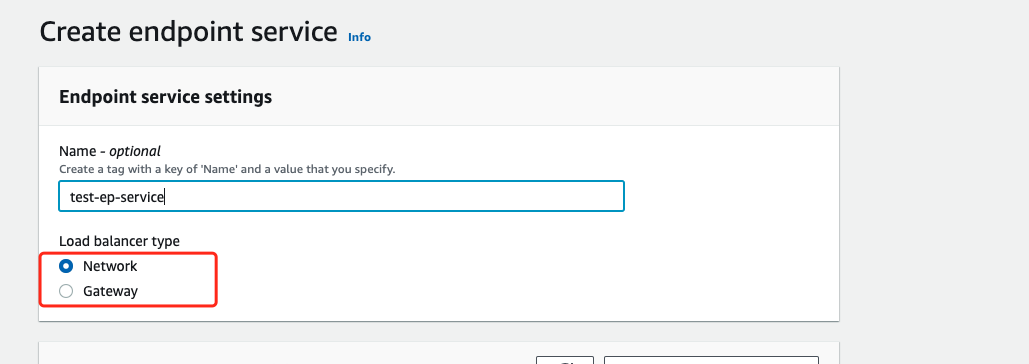 Create endpoint service Info
Endpoint service settings
Name - optional
Create a tag with a key of 'Name' and a value that you specify.
test-ep-service
Load balancer type
Network
Gateway